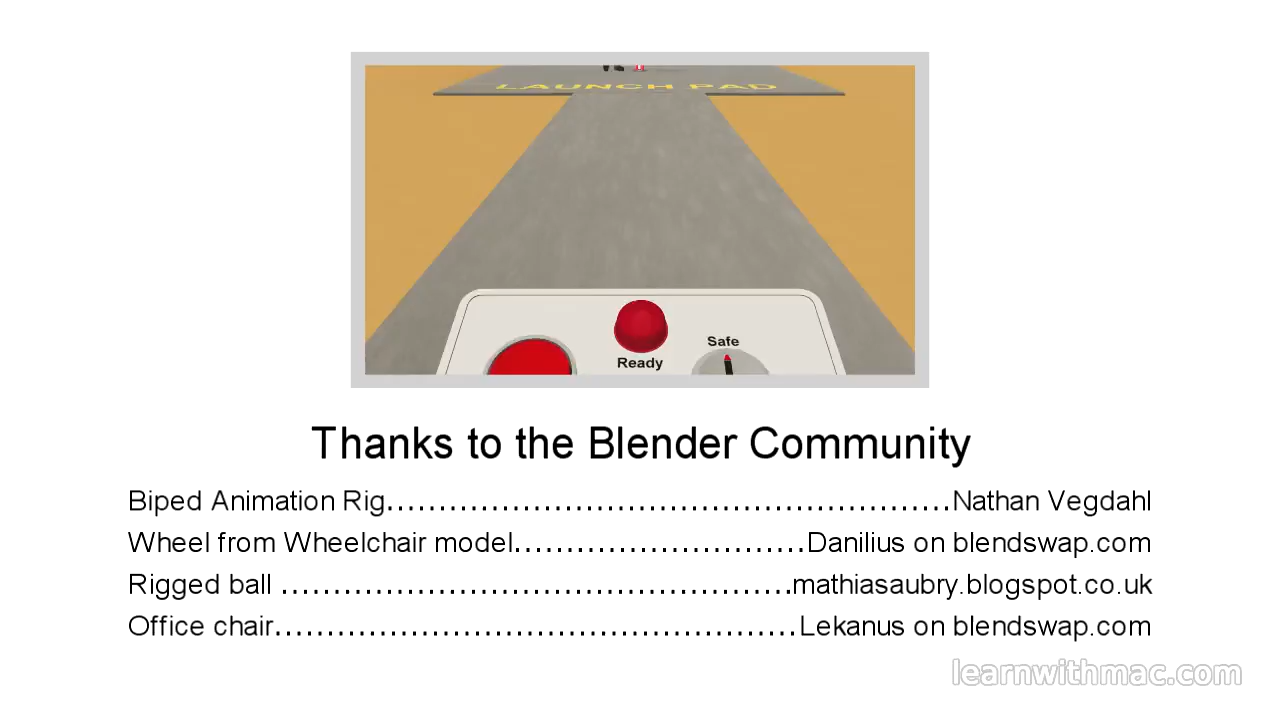 LAUNCH PAD
Safe
Ready
Thanks to the Blender Community
Biped Animation Rig......................................................Nathan Vegdahl
Wheel from Wheelchair model............................Danilius on blendswap.com
Rigged ball .................................................mathiasaubry.blogspot.co.uk
Office chair..................................................Lekanus on blendswap.com
learnwithmac.com